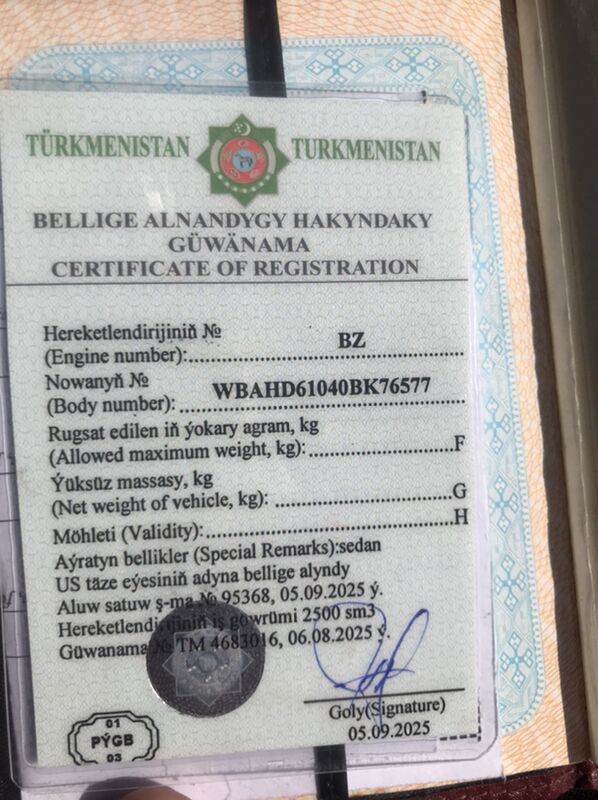 TÜRKMENISTAN TURKMENISTAN
BELLIGE ALNANDYGY HAKYNDAKY
GÜWÄNAMA
CERTIFICATE OF REGISTRATION
Hereketlendirijiniň №
(Engine number):.......... BZ
Nowanyň №
(Body number): .......... WBAHD61040BK76577
Rugsat edilen iň ýokary agram, kg
(Allowed maximum weight, kg):..........F
Ýüksüz massasy, kg
(Net weight of vehicle, kg): ..........G
Möhleti (Validity):..........H
Aýratyn bellikler (Special Remarks):sedan
US täze eýesiniň adyna bellige alyndy
Aluw satuw ş-ma № 95368, 05.09.2025 ý.
Hereketlendirijiniň iş göwrümi 2500 sm3
Güwanama № TM 4683016, 06.08.2025 ý.
Goly(Signature)
05.09.2025
01
PÝGB
03